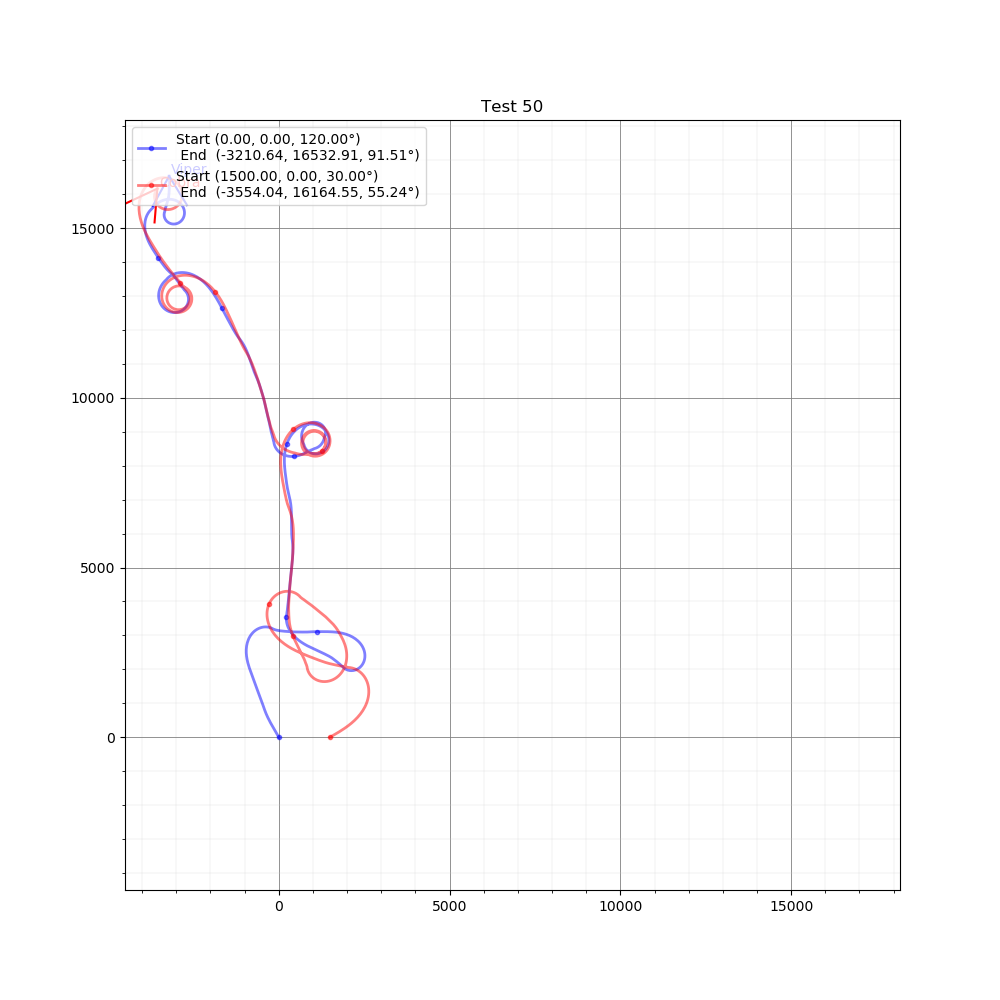 Test 50
Start (0.00, 0.00, 120.00°)
End (-3210.64, 16532.91, 91.51°)
Viper
Start (1500.00, 0.00, 30.00°)
End (-3554.04, 16164.55, 55.24°)
15000
10000
5000
0
0 5000 10000 15000